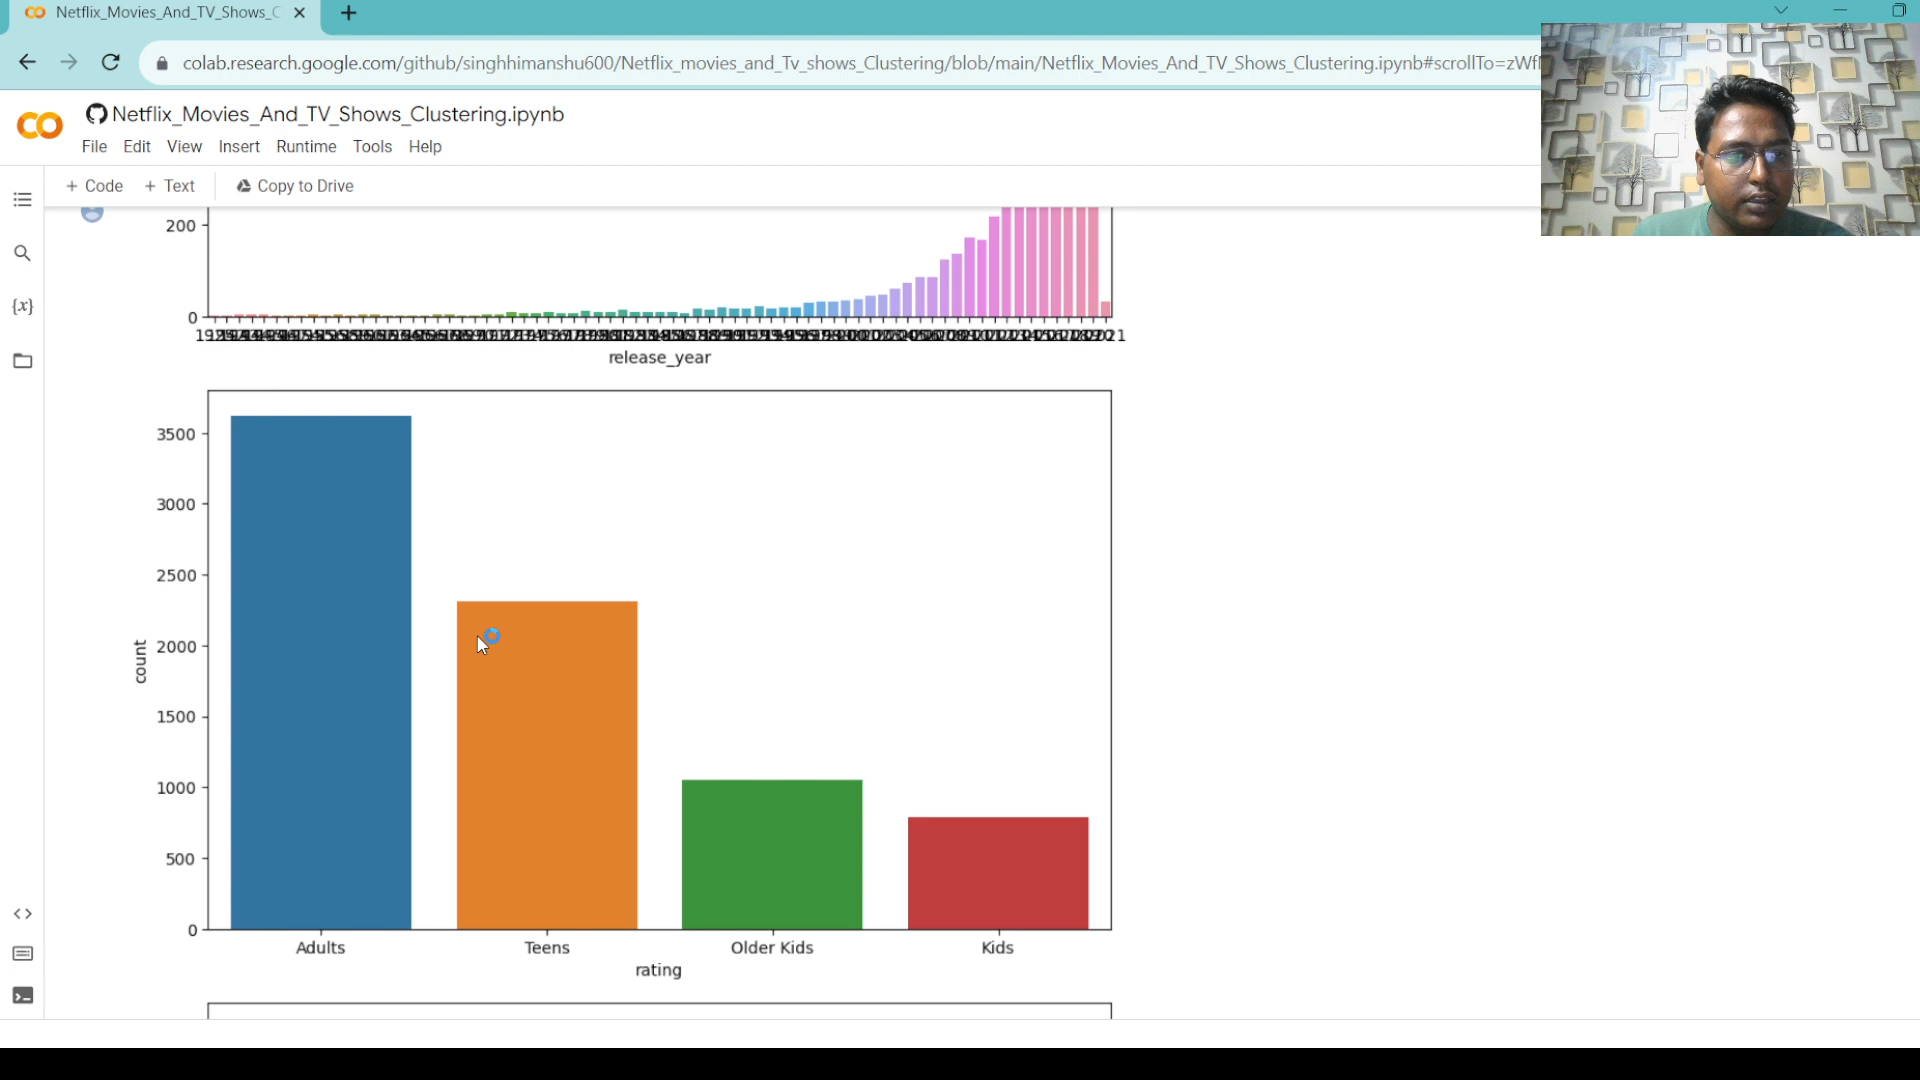 Netflix_Movies_And_TV_Shows_C
colab.research.google.com/github/singhhimanshu600/Netflix_movies_and_Tv_shows_Clustering/blob/main/Netflix_Movies_And_TV_Shows_Clustering.ipynb#scrollTo=zWf
Netflix_Movies_And_TV_Shows_Clustering.ipynb
File Edit View Insert Runtime Tools Help
+ Code + Text Copy to Drive
{x}
200
0
release_year
3500
3000
2500
2000
1500
1000
500
0
count
Adults Teens Older Kids Kids
rating